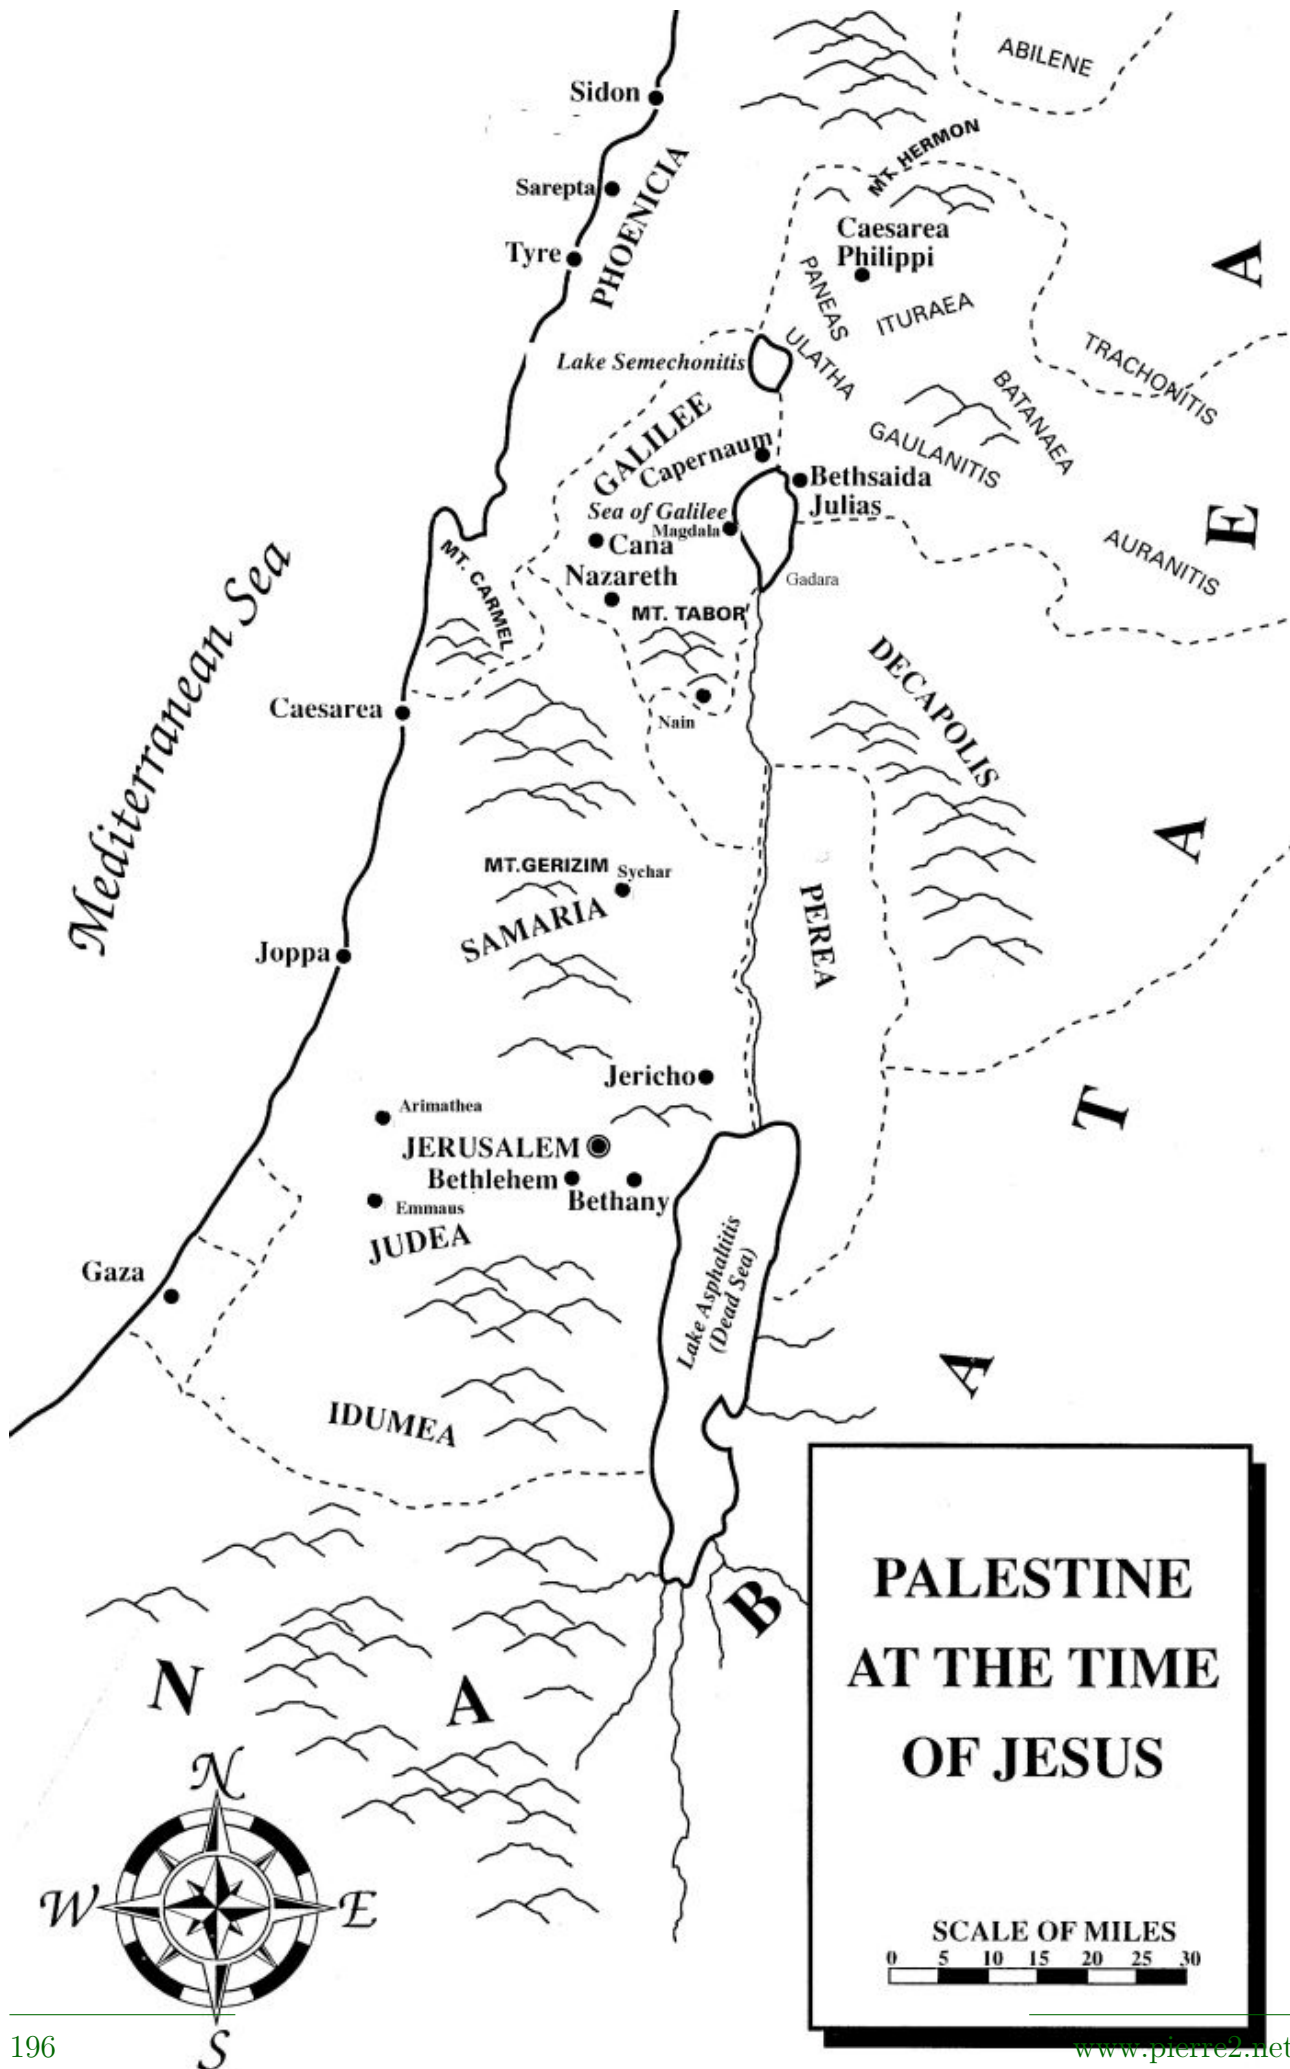 ABILENE
Sidon
MT. HERMON
PHOENICIA
Sarepta
Caesarea
Philippi
Tyre
PANEAS
ITURAEA
ULATHA
TRACHONITIS
Lake Semechonitis
BATANAEA
GALILEE
GAULANITIS
Capernaum
Bethsaida
Julias
Sea of Galilee
Magdala
Cana
AURANITIS
MT. CARMEL
Nazareth
Gadara
MT. TABOR
Mediterranean Sea
DECAPOLIS
Caesarea
Nain
MT.GERIZIM
Sychar
SAMARIA
PEREA
Joppa
Jericho
Arimathea
JERUSALEM
Bethlehem
Bethany
Emmaus
JUDEA
Gaza
Lake Asphaltitis
(Dead Sea)
IDUMEA
N A B A T A E A
PALESTINE
AT THE TIME
OF JESUS
SCALE OF MILES
0 5 10 15 20 25 30
N
W E
S
196
www.pierre2.net